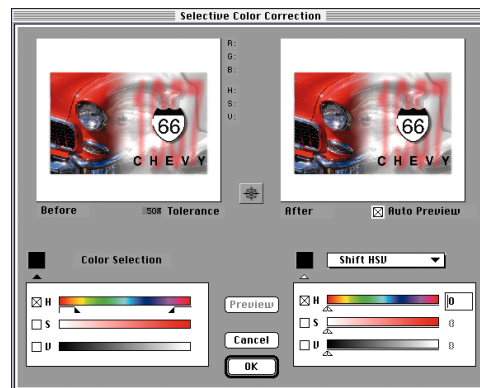 Selective Color Correction
R:
G:
B:
H:
S:
V:
66
CHEVY
66
CHEVY
Before
50% Tolerance
After
Auto Preview
Color Selection
Shift HSV
H
S
V
Preview
Cancel
OK
H 0
S 0
V 0